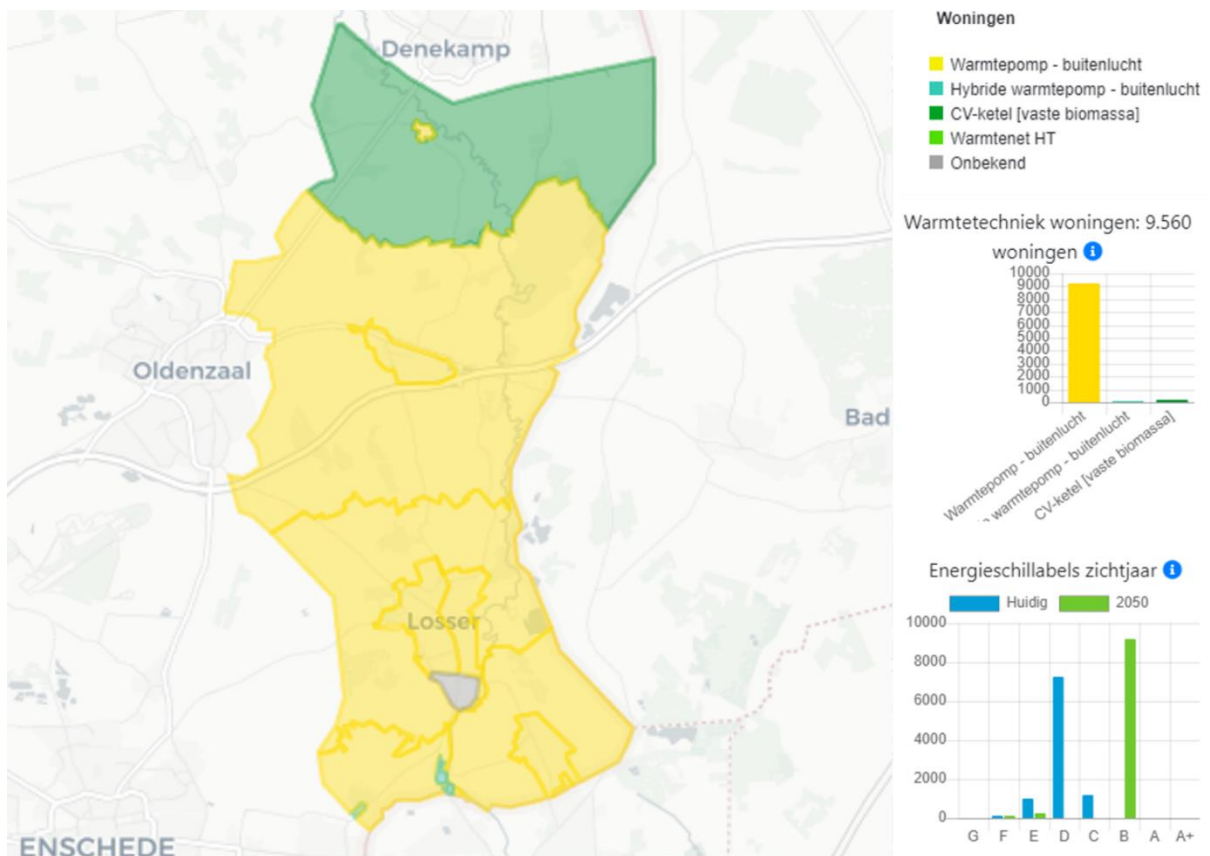 Denekamp
Oldenzaal
Bad
Losser
ENSCHEDE
Woningen
Warmtepomp - buitenlucht
Hybride warmtepomp - buitenlucht
CV-ketel [vaste biomassa]
Warmtenet HT
Onbekend
Warmtetechniek woningen: 9.560
woningen
10000
9000
8000
7000
6000
5000
4000
3000
2000
1000
0
Warmtepomp - buitenlucht
warmtepomp - buitenlucht
CV-ketel [vaste biomassa]
Energieschillabels zichtjaar
Huidig 2050
10000
8000
6000
4000
2000
0
G F E D C B A A+